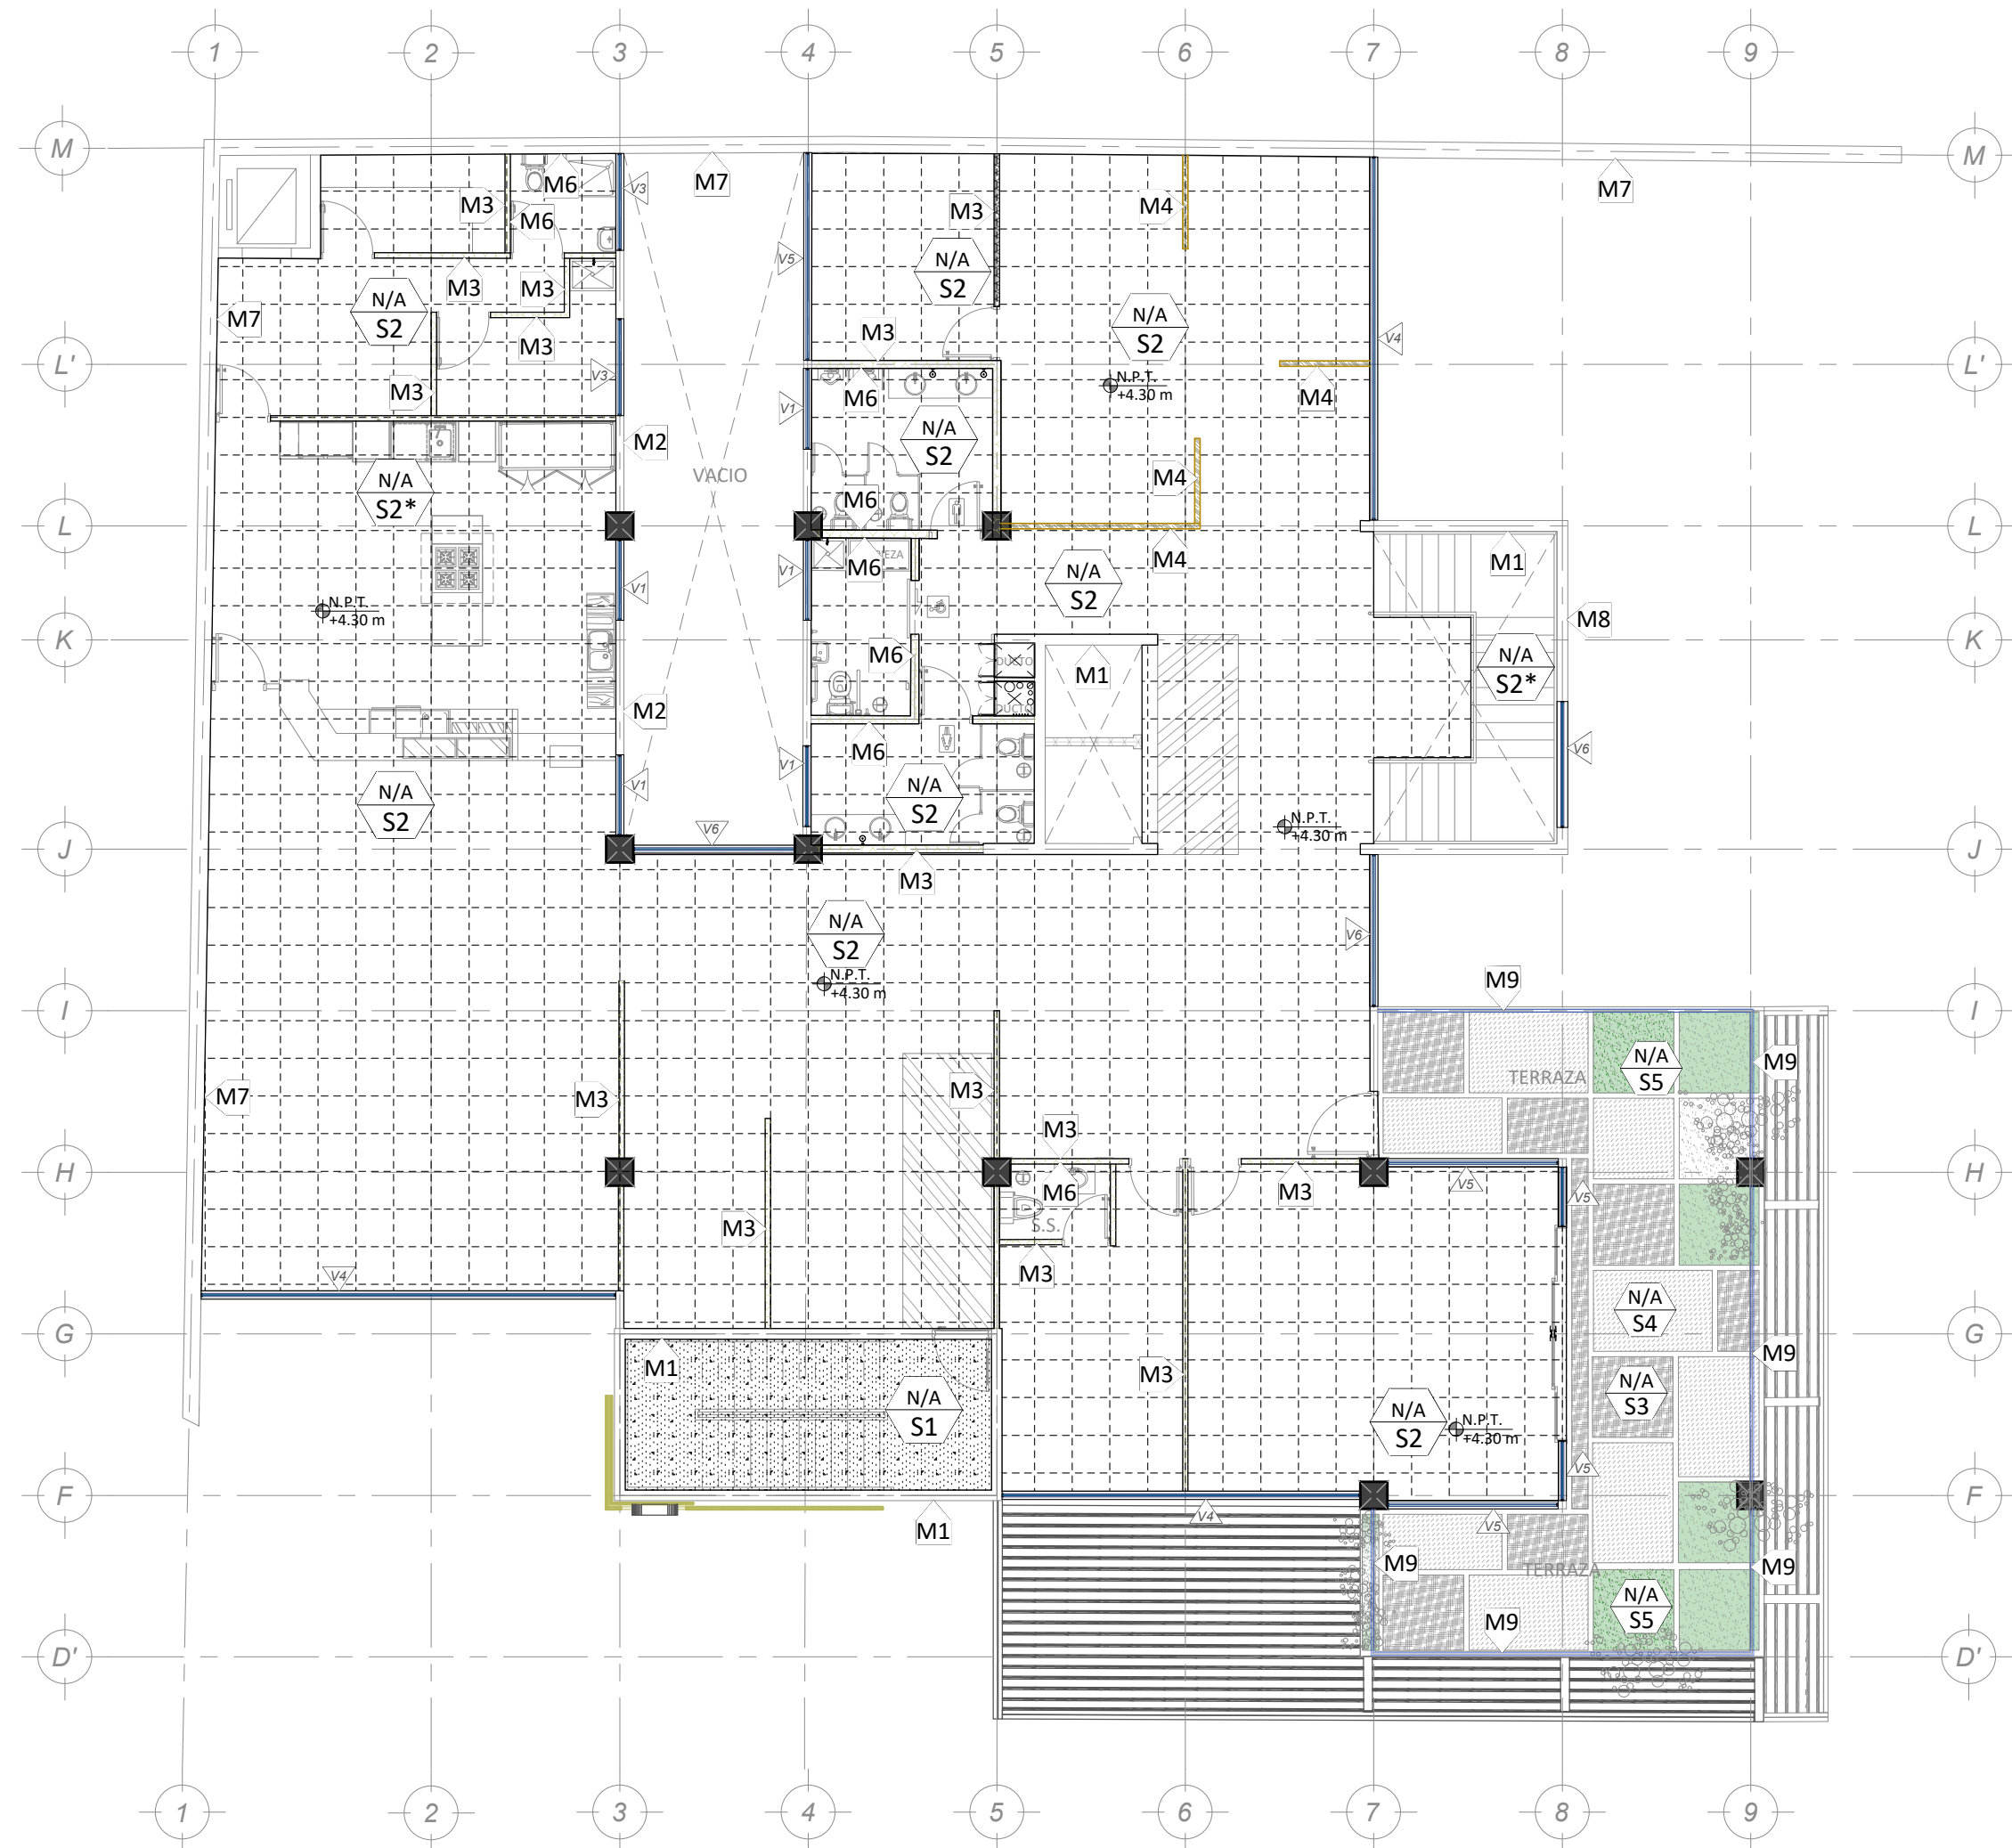 1 2 3 4 5 6 7 8 9
M M
M6 V3 M7 M7
M3 M6 M3 M4
V5
N/A
S2
M3 M3
N/A
S2
M7
N/A
S2
M3 M3 V4
L' L'
V3 M3 M6 M4
N.P.T.
+4.30 m
V1
N/A
S2
M2
VACIO
N/A
S2*
M4
M6
L L
M6 M4 M1
V1 V1
N/A
S2
N.P.T.
+4.30 m
M8
K K
M6 DUCTO M1
N/A
S2*
DUCTO
M2
M6 V6
V1 V1
N/A
S2
N/A
S2
V6
N.P.T.
+4.30 m
J J
M3
N/A
S2
V6
N.P.T.
+4.30 m
M9
I I
N/A
S5
M9
TERRAZA
M7 M3 M3
M3
H H
M6 M3 V5 V5
S.S.
M3
M3
V4
N/A
S4
G G
M1 M3 M9
N/A
S3
N/A
S1
N/A
S2
N.P.T.
+4.30 m
V5
F F
M1 V4 V5
M9 TERRAZA M9
N/A
S5
M9
D' D'
1 2 3 4 5 6 7 8 9